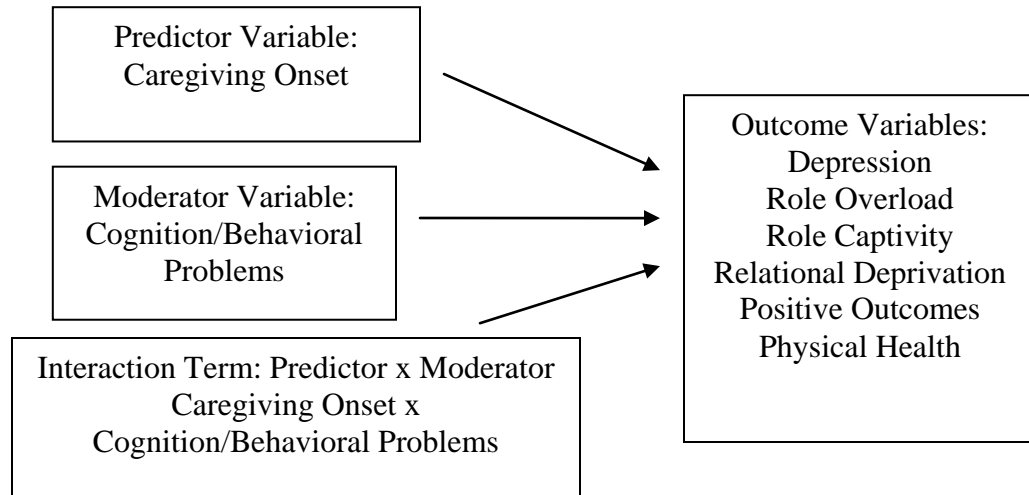 Predictor Variable:
Caregiving Onset
Moderator Variable:
Cognition/Behavioral
Problems
Interaction Term: Predictor x Moderator
Caregiving Onset x
Cognition/Behavioral Problems
Outcome Variables:
Depression
Role Overload
Role Captivity
Relational Deprivation
Positive Outcomes
Physical Health